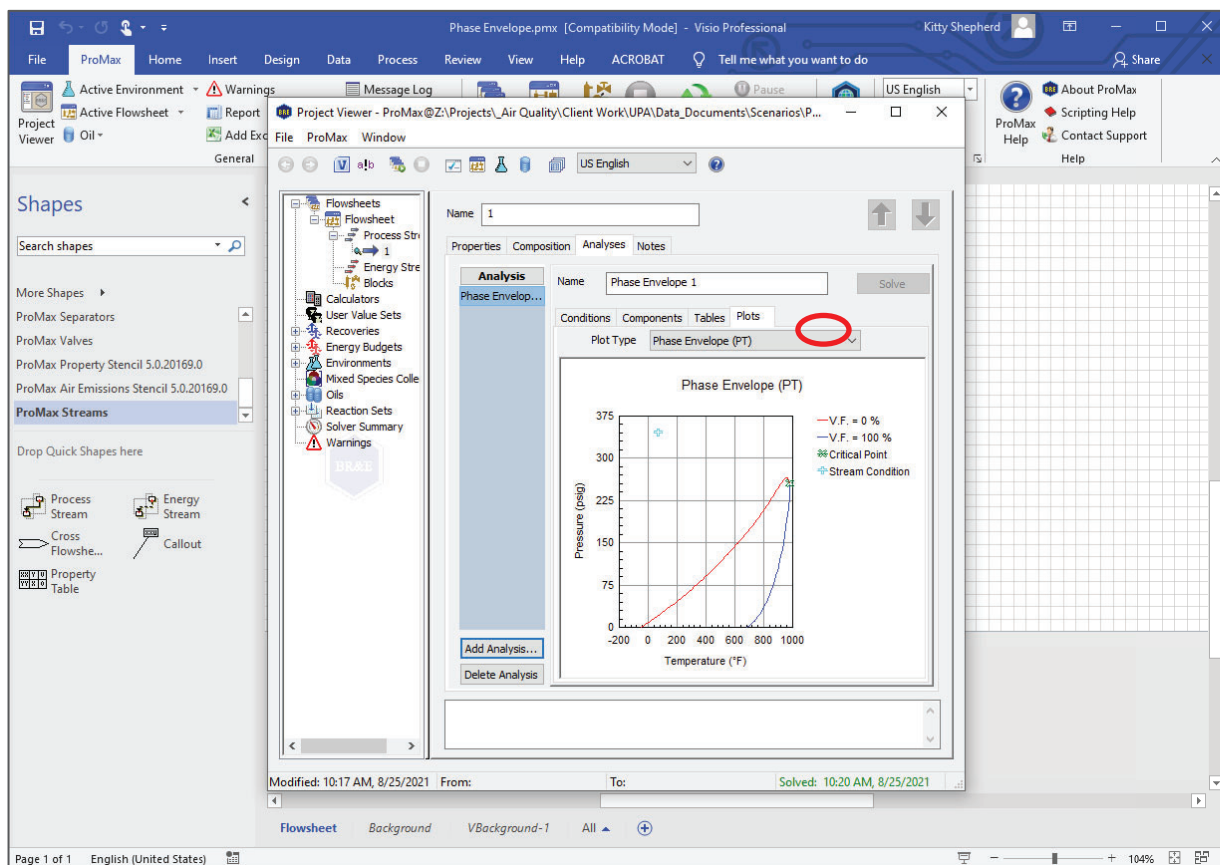 Phase Envelope.pmx [Compatibility Mode] - Visio Professional
Kitty Shepherd
File ProMax Home Insert Design Data Process Review View Help ACROBAT Tell me what you want to do Share
Active Environment Warnings Message Log Pause US English About ProMax
Project Viewer
Active Flowsheet Report
Oil Add Exc
General
ProMax Help
Scripting Help
Contact Support
Help
Project Viewer - ProMax@Z:\Projects\_Air Quality\Client Work\UPA\Data_Documents\Scenarios\P...
File ProMax Window
a!b US English
Shapes
Search shapes
More Shapes
ProMax Separators
ProMax Valves
ProMax Property Stencil 5.0.20169.0
ProMax Air Emissions Stencil 5.0.20169.0
ProMax Streams
Drop Quick Shapes here
Process Stream
Energy Stream
Cross Flowshe...
Callout
Property Table
Flowsheets
Flowsheet
Process Stre
1
Energy Stre
Blocks
Calculators
User Value Sets
Recoveries
Energy Budgets
Environments
Mixed Species Colle
Oils
Reaction Sets
Solver Summary
Warnings
BR&E
Name 1
Properties Composition Analyses Notes
Analysis
Phase Envelop...
Name Phase Envelope 1 Solve
Conditions Components Tables Plots
Plot Type Phase Envelope (PT)
Phase Envelope (PT)
Pressure (psig)
375
300
225
150
75
0
-200 0 200 400 600 800 1000
Temperature (°F)
V.F. = 0 %
V.F. = 100 %
Critical Point
Stream Condition
Add Analysis...
Delete Analysis
Modified: 10:17 AM, 8/25/2021 From: To: Solved: 10:20 AM, 8/25/2021
Flowsheet Background VBackground-1 All
Page 1 of 1 English (United States) 104%